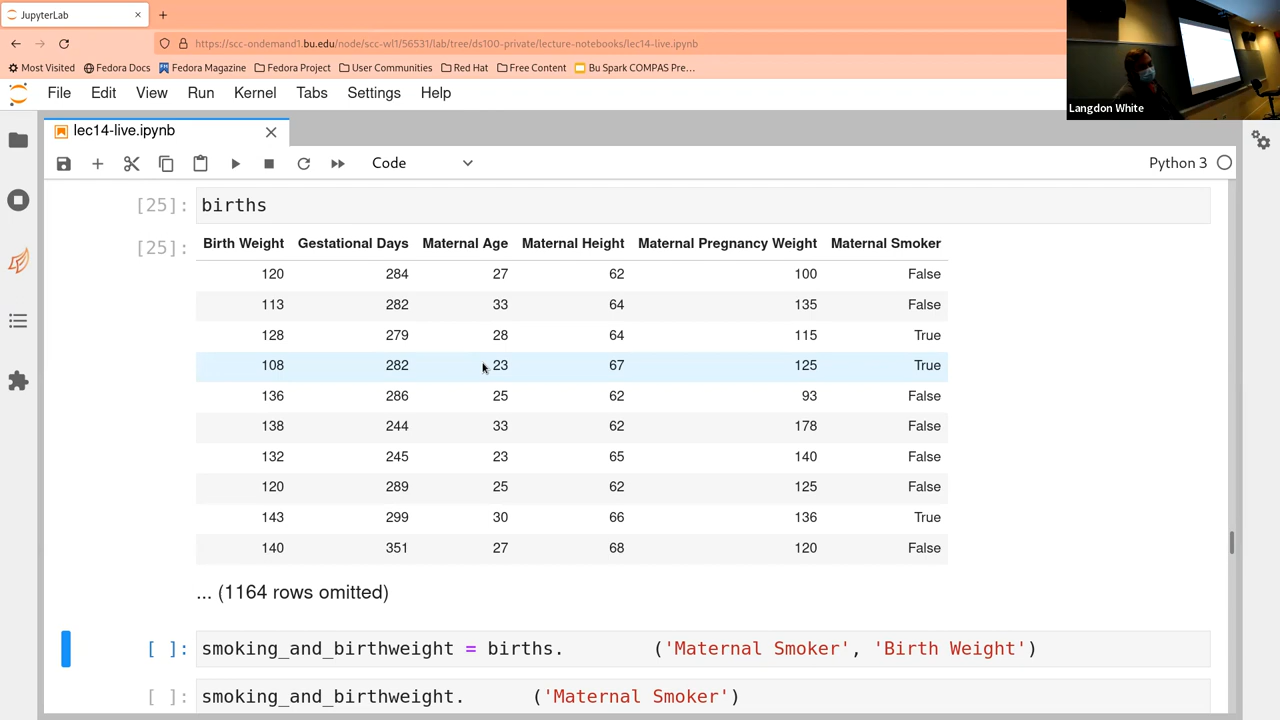 JupyterLab
https://scc-ondemand1.bu.edu/node/scc-wl1/56531/lab/tree/ds100-private/lecture-notebooks/lec14-live.ipynb
Most Visited Fedora Docs Fedora Magazine Fedora Project User Communities Red Hat Free Content Bu Spark COMPAS Pre…
Langdon White
File Edit View Run Kernel Tabs Settings Help
lec14-live.ipynb
Code Python 3
[25]: births
[25]: Birth Weight Gestational Days Maternal Age Maternal Height Maternal Pregnancy Weight Maternal Smoker
120 284 27 62 100 False
113 282 33 64 135 False
128 279 28 64 115 True
108 282 23 67 125 True
136 286 25 62 93 False
138 244 33 62 178 False
132 245 23 65 140 False
120 289 25 62 125 False
143 299 30 66 136 True
140 351 27 68 120 False
... (1164 rows omitted)
[ ]: smoking_and_birthweight = births. ('Maternal Smoker', 'Birth Weight')
[ ]: smoking_and_birthweight. ('Maternal Smoker')